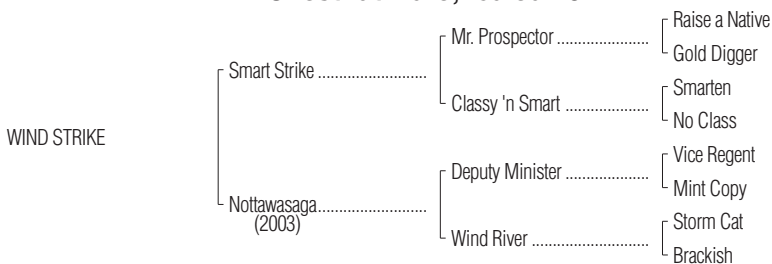 Raise a Native
Mr. Prospector
Gold Digger
Smart Strike
Smarten
Classy 'n Smart
No Class
WIND STRIKE
Vice Regent
Deputy Minister
Mint Copy
Nottawasaga
(2003)
Storm Cat
Wind River
Brackish